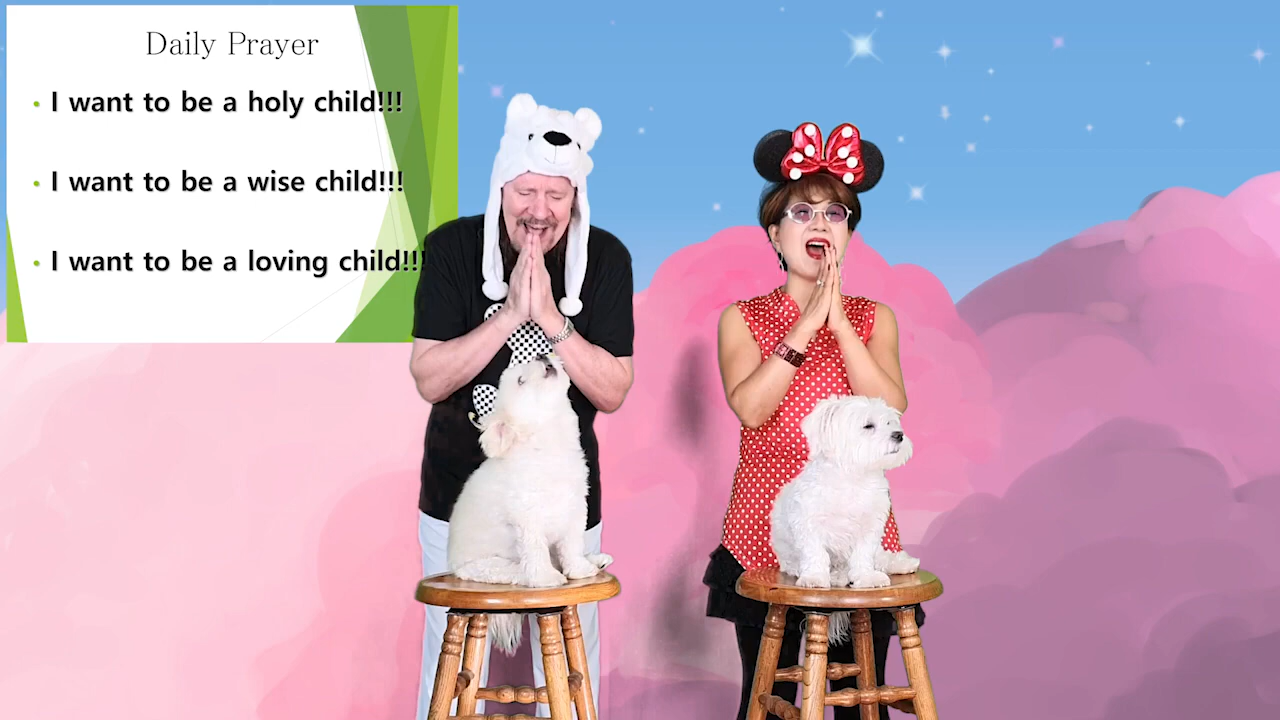 Daily Prayer
• I want to be a holy child!!!
• I want to be a wise child!!!
• I want to be a loving child!!!